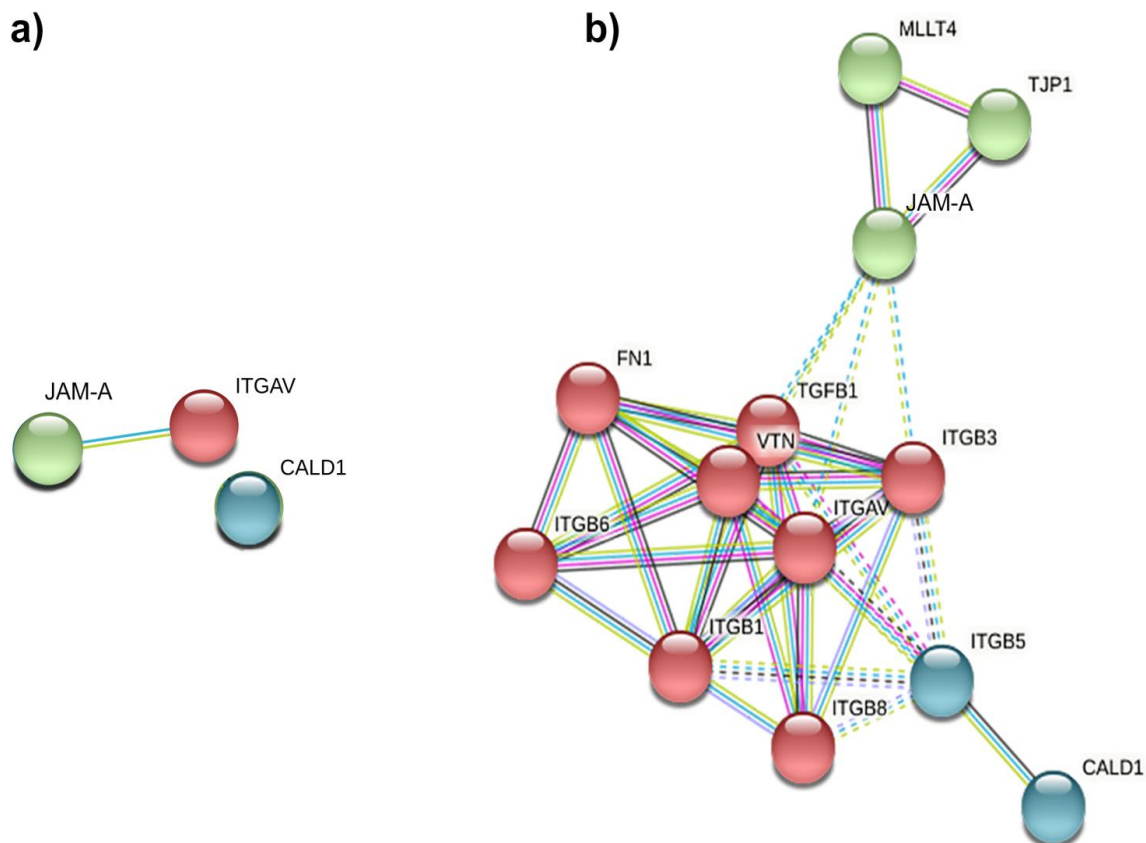 a)
JAM-A
ITGAV
CALD1
b)
MLLT4
TJP1
JAM-A
FN1
TGFB1
VTN
ITGB3
ITGAV
ITGB6
ITGB1
ITGB5
ITGB8
CALD1